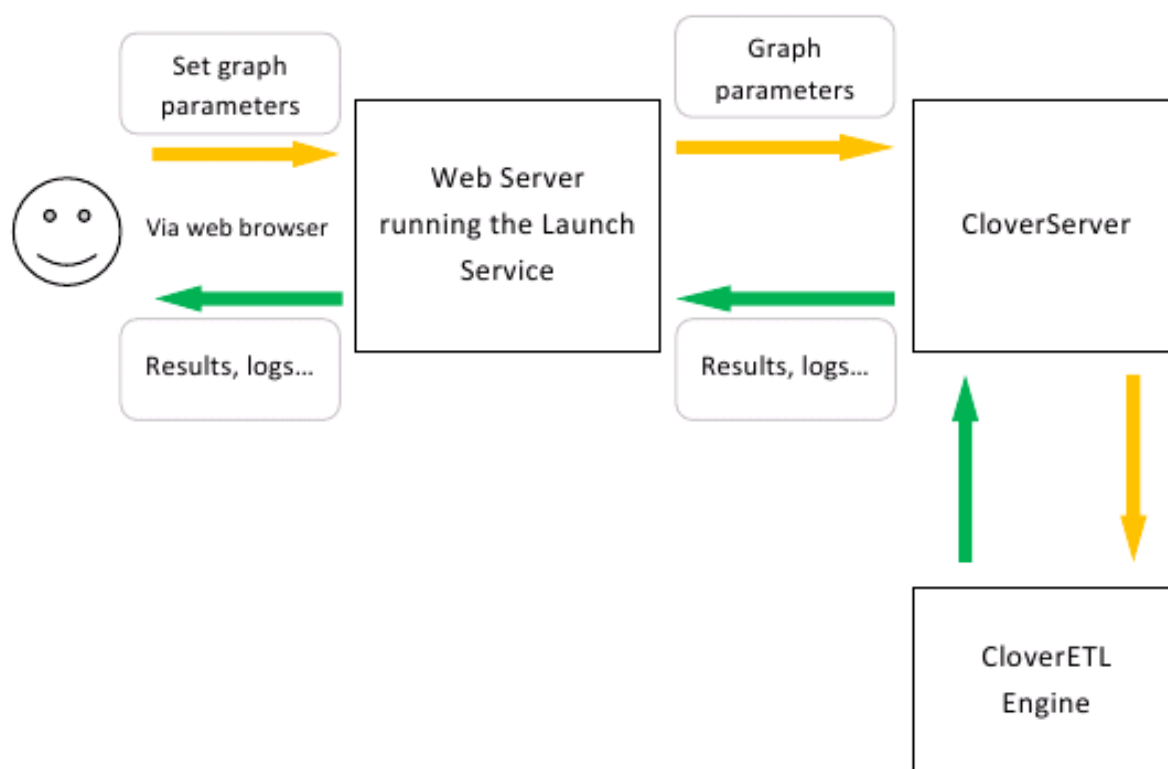 Set graph
parameters
Graph
parameters
Via web browser
Web Server
running the Launch
Service
CloverServer
Results, logs…
Results, logs…
CloverETL
Engine